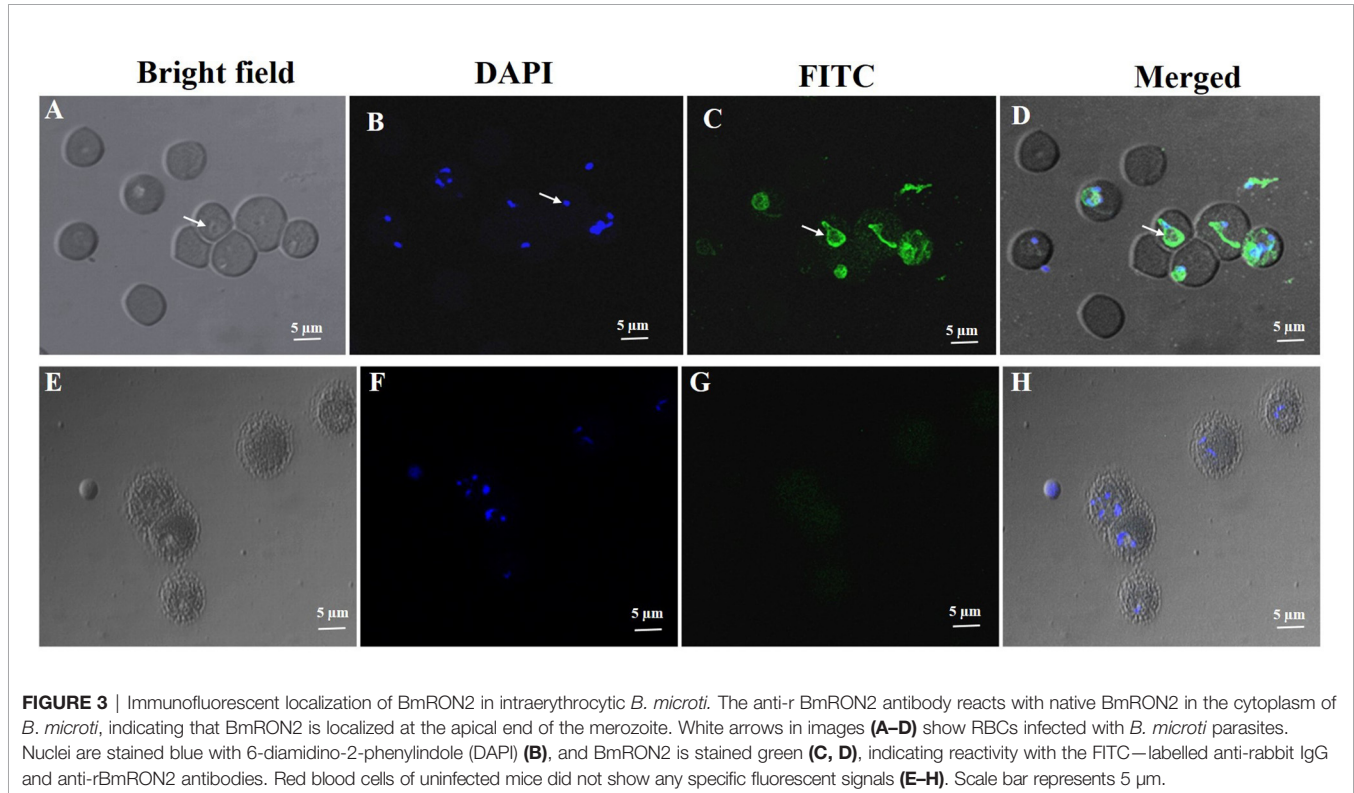 Bright field DAPI FITC Merged
A B C D
5 µm 5 µm 5 µm 5 µm
E F G H
5 µm 5 µm 5 µm 5 µm
FIGURE 3 | Immunofluorescent localization of BmRON2 in intraerythrocytic B. microti. The anti-r BmRON2 antibody reacts with native BmRON2 in the cytoplasm of
B. microti, indicating that BmRON2 is localized at the apical end of the merozoite. White arrows in images (A–D) show RBCs infected with B. microti parasites.
Nuclei are stained blue with 6-diamidino-2-phenylindole (DAPI) (B), and BmRON2 is stained green (C, D), indicating reactivity with the FITC—labelled anti-rabbit IgG
and anti-rBmRON2 antibodies. Red blood cells of uninfected mice did not show any specific fluorescent signals (E–H). Scale bar represents 5 µm.